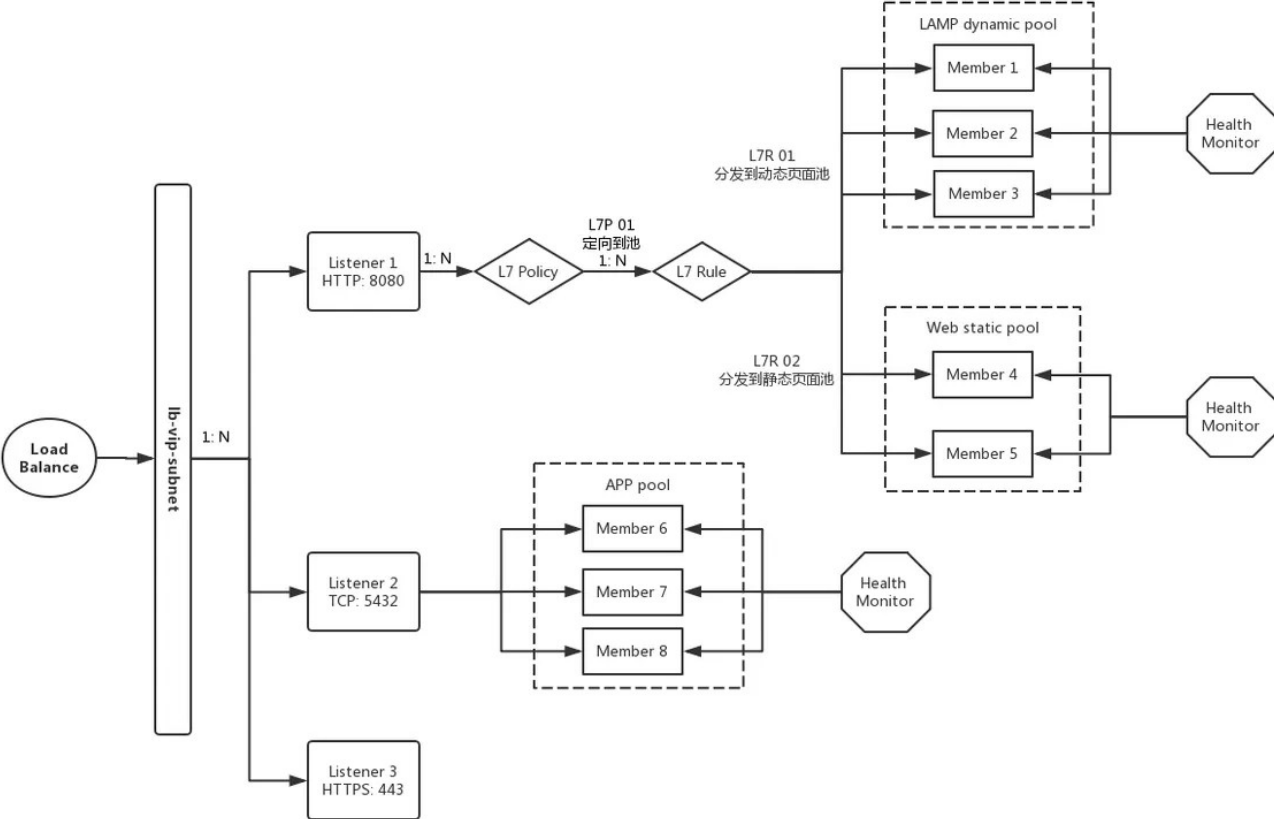 LAMP dynamic pool
Member 1
Member 2
Member 3
Health
Monitor
L7R 01
分发到动态页面池
L7P 01
定向到池
1: N
Listener 1
HTTP: 8080
1: N
L7 Policy
L7 Rule
Web static pool
Member 4
Member 5
Health
Monitor
L7R 02
分发到静态页面池
Load
Balance
lb-vip-subnet
1: N
APP pool
Member 6
Member 7
Member 8
Health
Monitor
Listener 2
TCP: 5432
Listener 3
HTTPS: 443